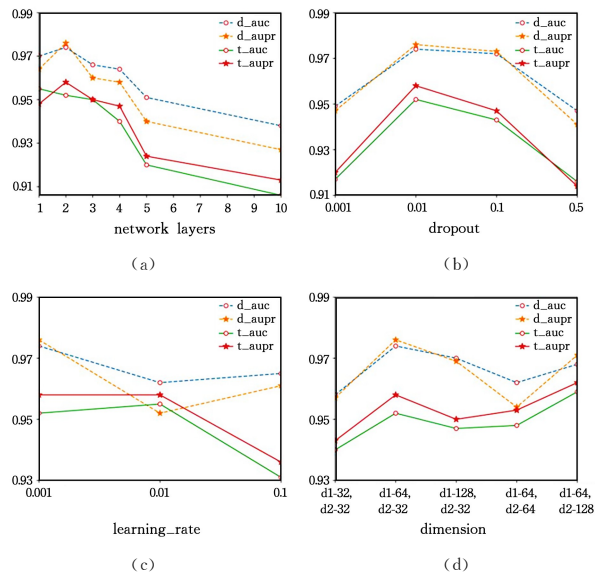 0.99
0.97
0.95
0.93
0.91
1 2 3 4 5 6 7 8 9 10
network layers
d_auc
d_aupr
t_auc
t_aupr
(a)
0.99
0.97
0.95
0.93
0.91
0.001 0.01 0.1 0.5
dropout
d_auc
d_aupr
t_auc
t_aupr
(b)
0.99
0.97
0.95
0.93
0.001 0.01 0.1
learning_rate
d_auc
d_aupr
t_auc
t_aupr
(c)
0.99
0.97
0.95
0.93
d1-32, d1-64, d1-128, d1-64, d1-64,
d2-32 d2-32 d2-32 d2-64 d2-128
dimension
d_auc
d_aupr
t_auc
t_aupr
(d)